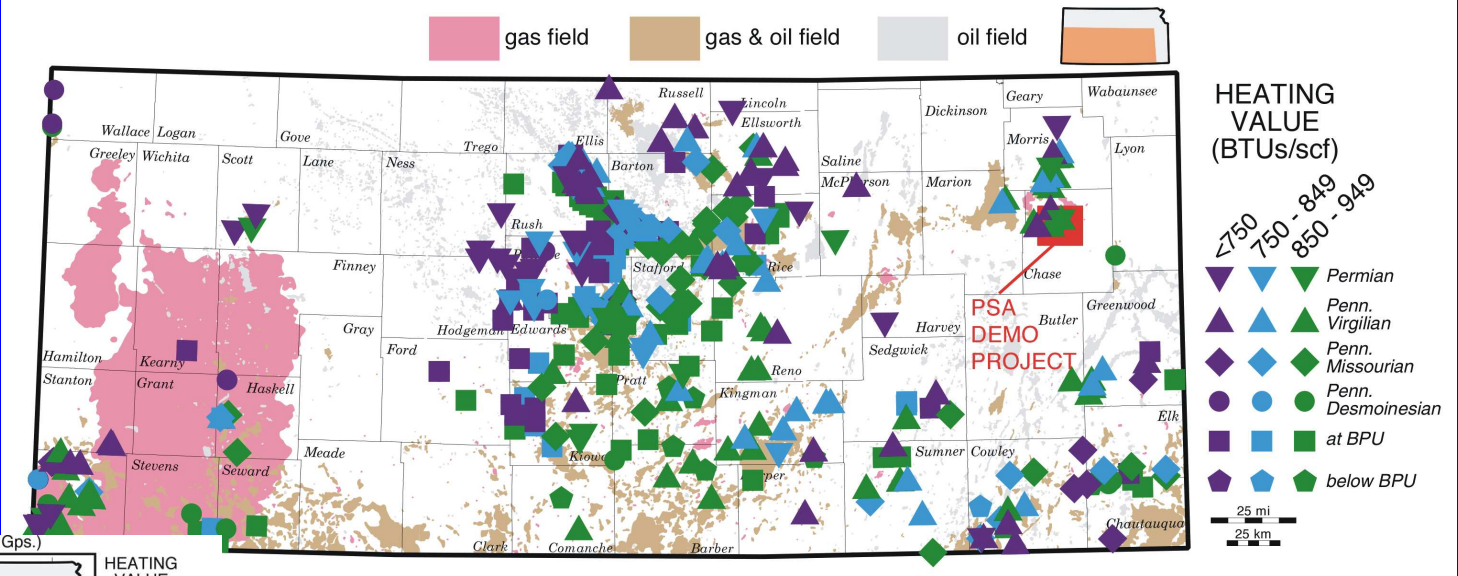 gas field
gas & oil field
oil field
HEATING
VALUE
(BTUs/scf)
<750
750 - 849
850 - 949
Permian
Penn.
Virgilian
Penn.
Missourian
Penn.
Desmoinesian
at BPU
below BPU
25 mi
25 km
Wallace
Logan
Gove
Trego
Ellis
Russell
Lincoln
Ellsworth
Dickinson
Geary
Wabaunsee
Greeley
Wichita
Scott
Lane
Ness
Rush
Barton
Saline
McPherson
Marion
Morris
Lyon
Finney
Stafford
Rice
Chase
PSA
DEMO
PROJECT
Hamilton
Kearny
Gray
Hodgeman
Edwards
Ford
Harvey
Sedgwick
Butler
Greenwood
Stanton
Grant
Haskell
Pratt
Reno
Kingman
Elk
Stevens
Seward
Meade
Kiowa
Sumner
Cowley
Chautauqua
Clark
Comanche
Barber
Gps.)
HEATING